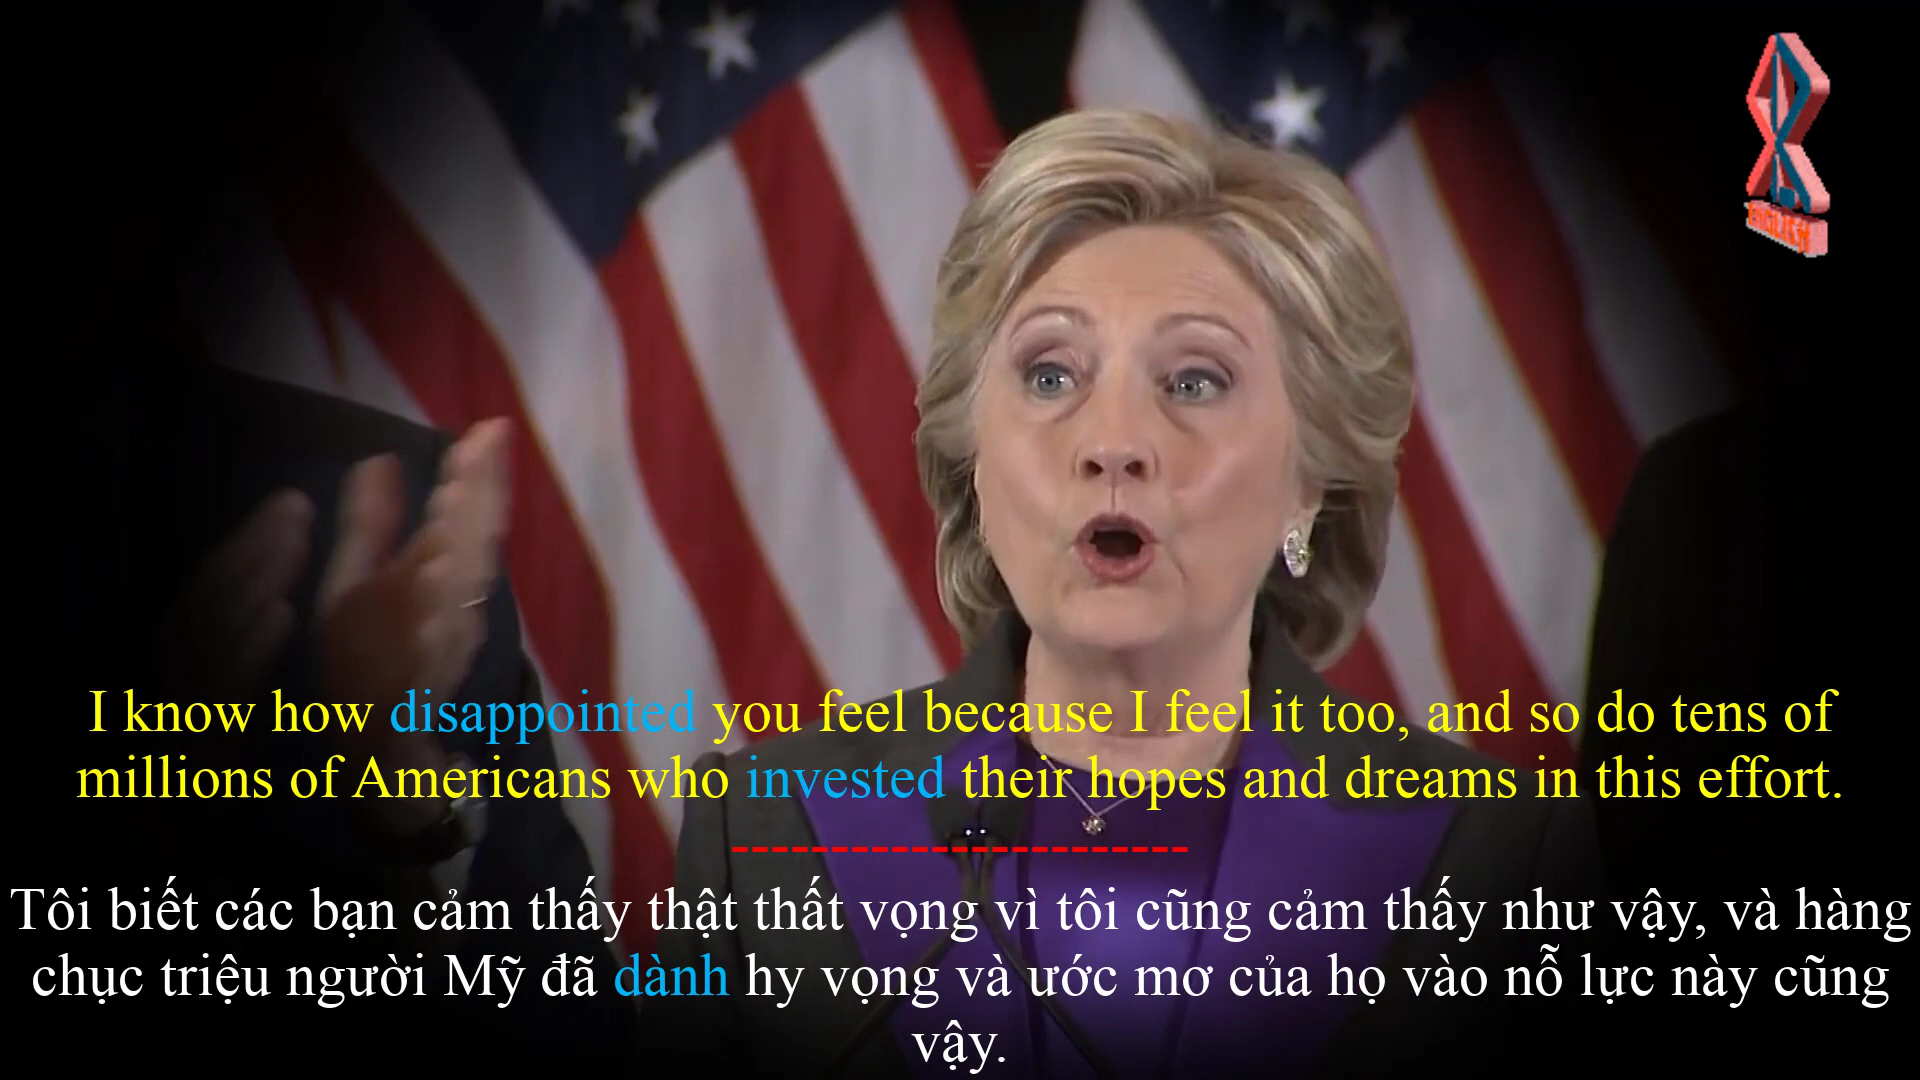 ENGLISH
I know how disappointed you feel because I feel it too, and so do tens of
millions of Americans who invested their hopes and dreams in this effort.
-----------------------
Tôi biết các bạn cảm thấy thật thất vọng vì tôi cũng cảm thấy như vậy, và hàng
chục triệu người Mỹ đã dành hy vọng và ước mơ của họ vào nỗ lực này cũng
vậy.